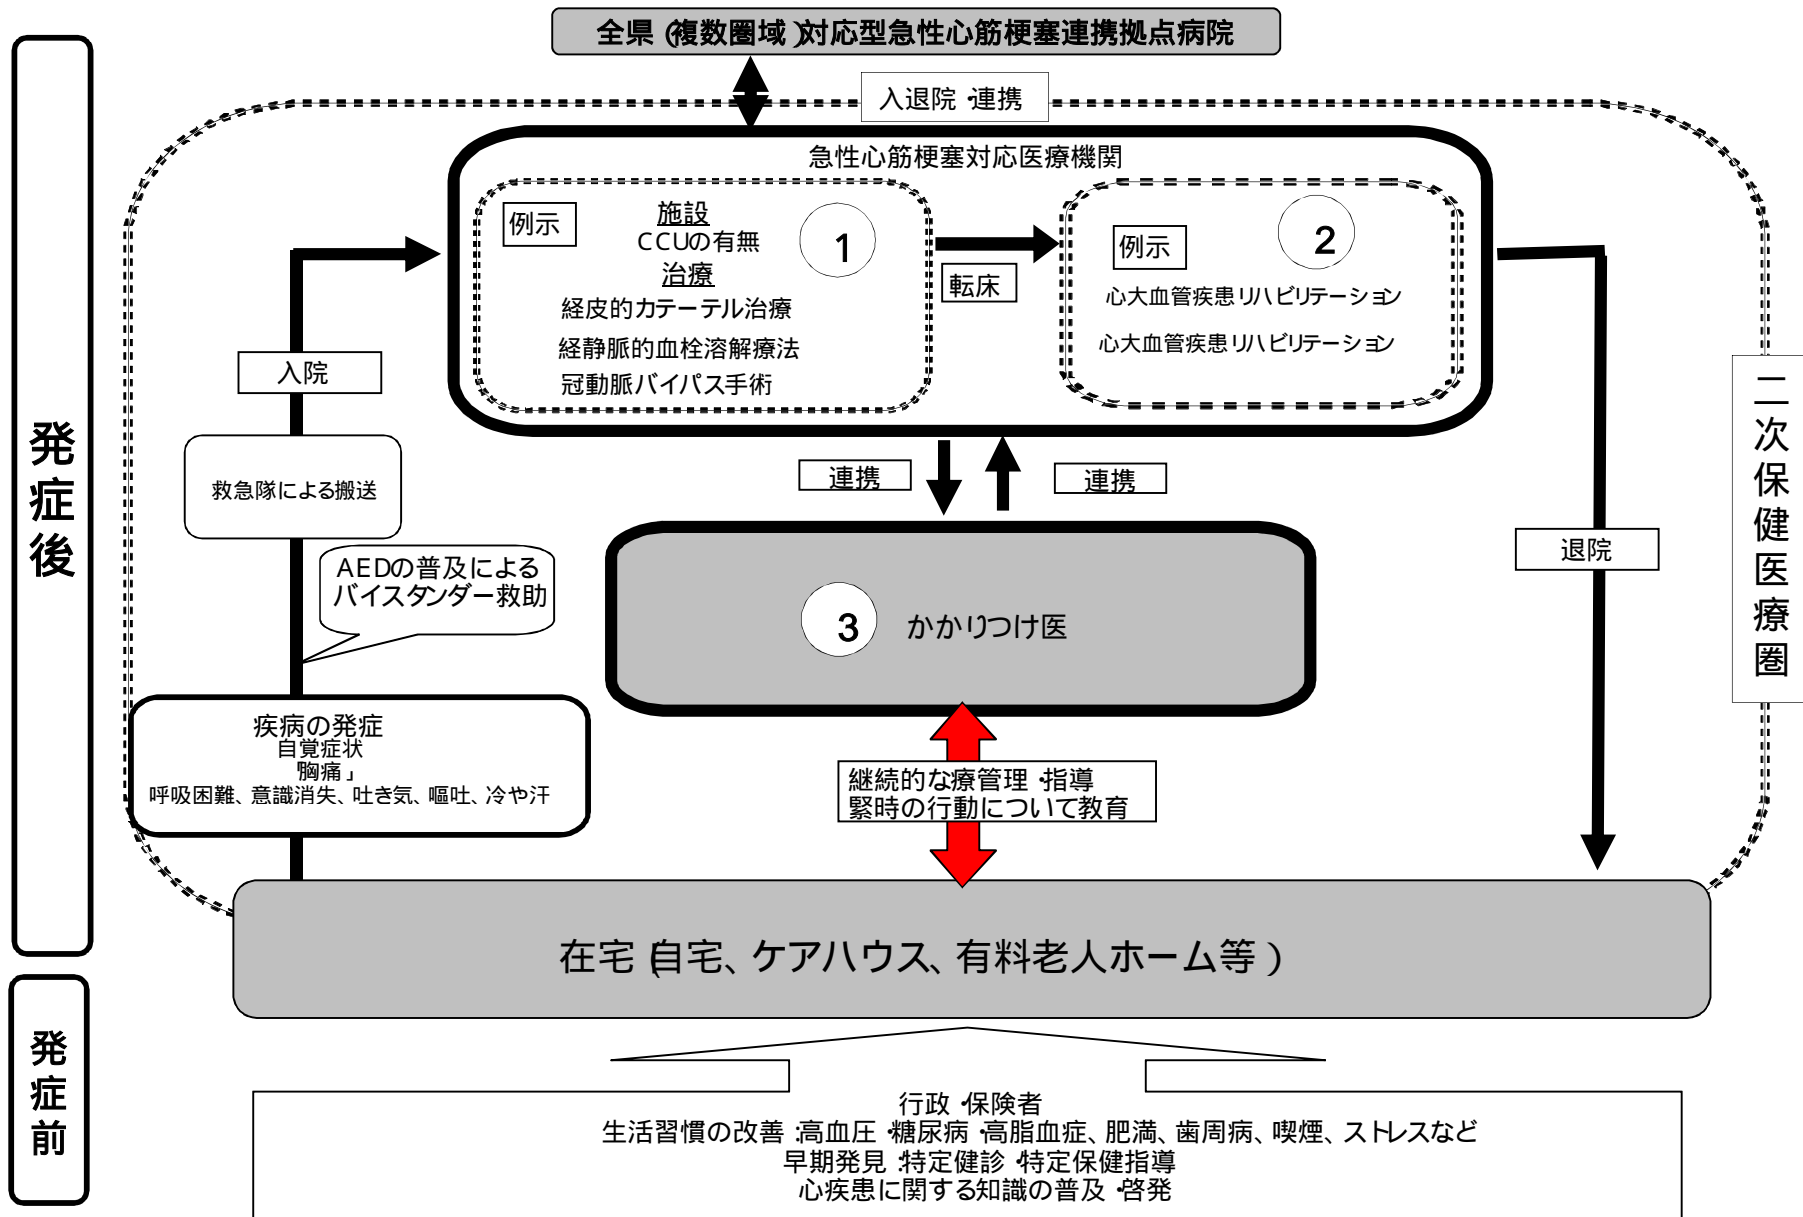 全県(複数圏域)対応型急性心筋梗塞連携拠点病院
入退院・連携
発症後
急性心筋梗塞対応医療機関
例示
施設
CCUの有無
治療
経皮的カテーテル治療
経静脈的血栓溶解療法
冠動脈バイパス手術
1
転床
例示
2
心大血管疾患リハビリテーション
心大血管疾患リハビリテーション
入院
救急隊による搬送
AEDの普及による
バイスタンダー救助
連携
連携
3 かかりつけ医
退院
二次保健医療圏
疾病の発症
自覚症状
「胸痛」
呼吸困難、意識消失、吐き気、嘔吐、冷や汗
継続的な療管理・指導
緊時の行動について教育
在宅(自宅、ケアハウス、有料老人ホーム等)
発症前
行政・保険者
生活習慣の改善:高血圧・糖尿病・高脂血症、肥満、歯周病、喫煙、ストレスなど
早期発見:特定健診・特定保健指導
心疾患に関する知識の普及・啓発